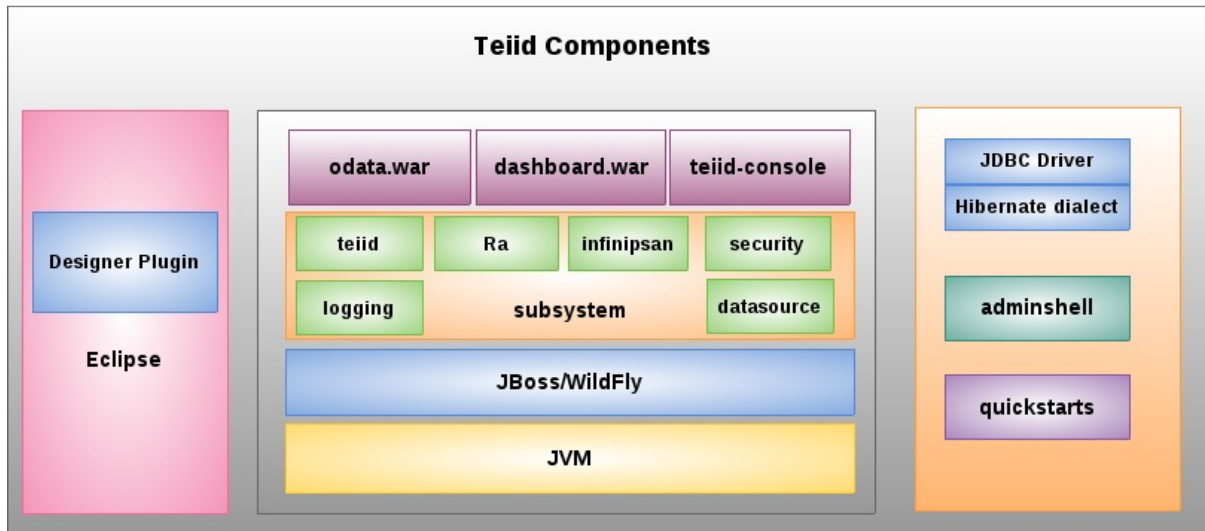 Teiid Components
Designer Plugin
Eclipse
odata.war
dashboard.war
teiid-console
teiid
Ra
infinipsan
security
logging
subsystem
datasource
JBoss/WildFly
JVM
JDBC Driver
Hibernate dialect
adminshell
quickstarts